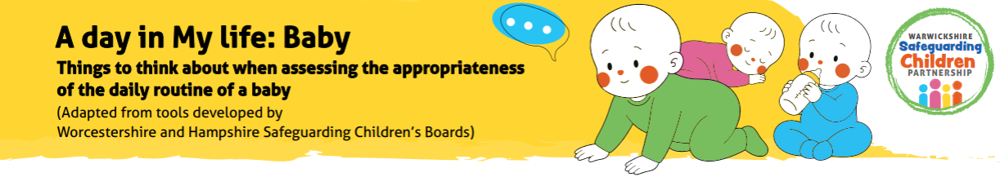 A day in My life: Baby
Things to think about when assessing the appropriateness
of the daily routine of a baby
(Adapted from tools developed by
Worcestershire and Hampshire Safeguarding Children’s Boards)
WARWICKSHIRE
Safeguarding
Children
PARTNERSHIP